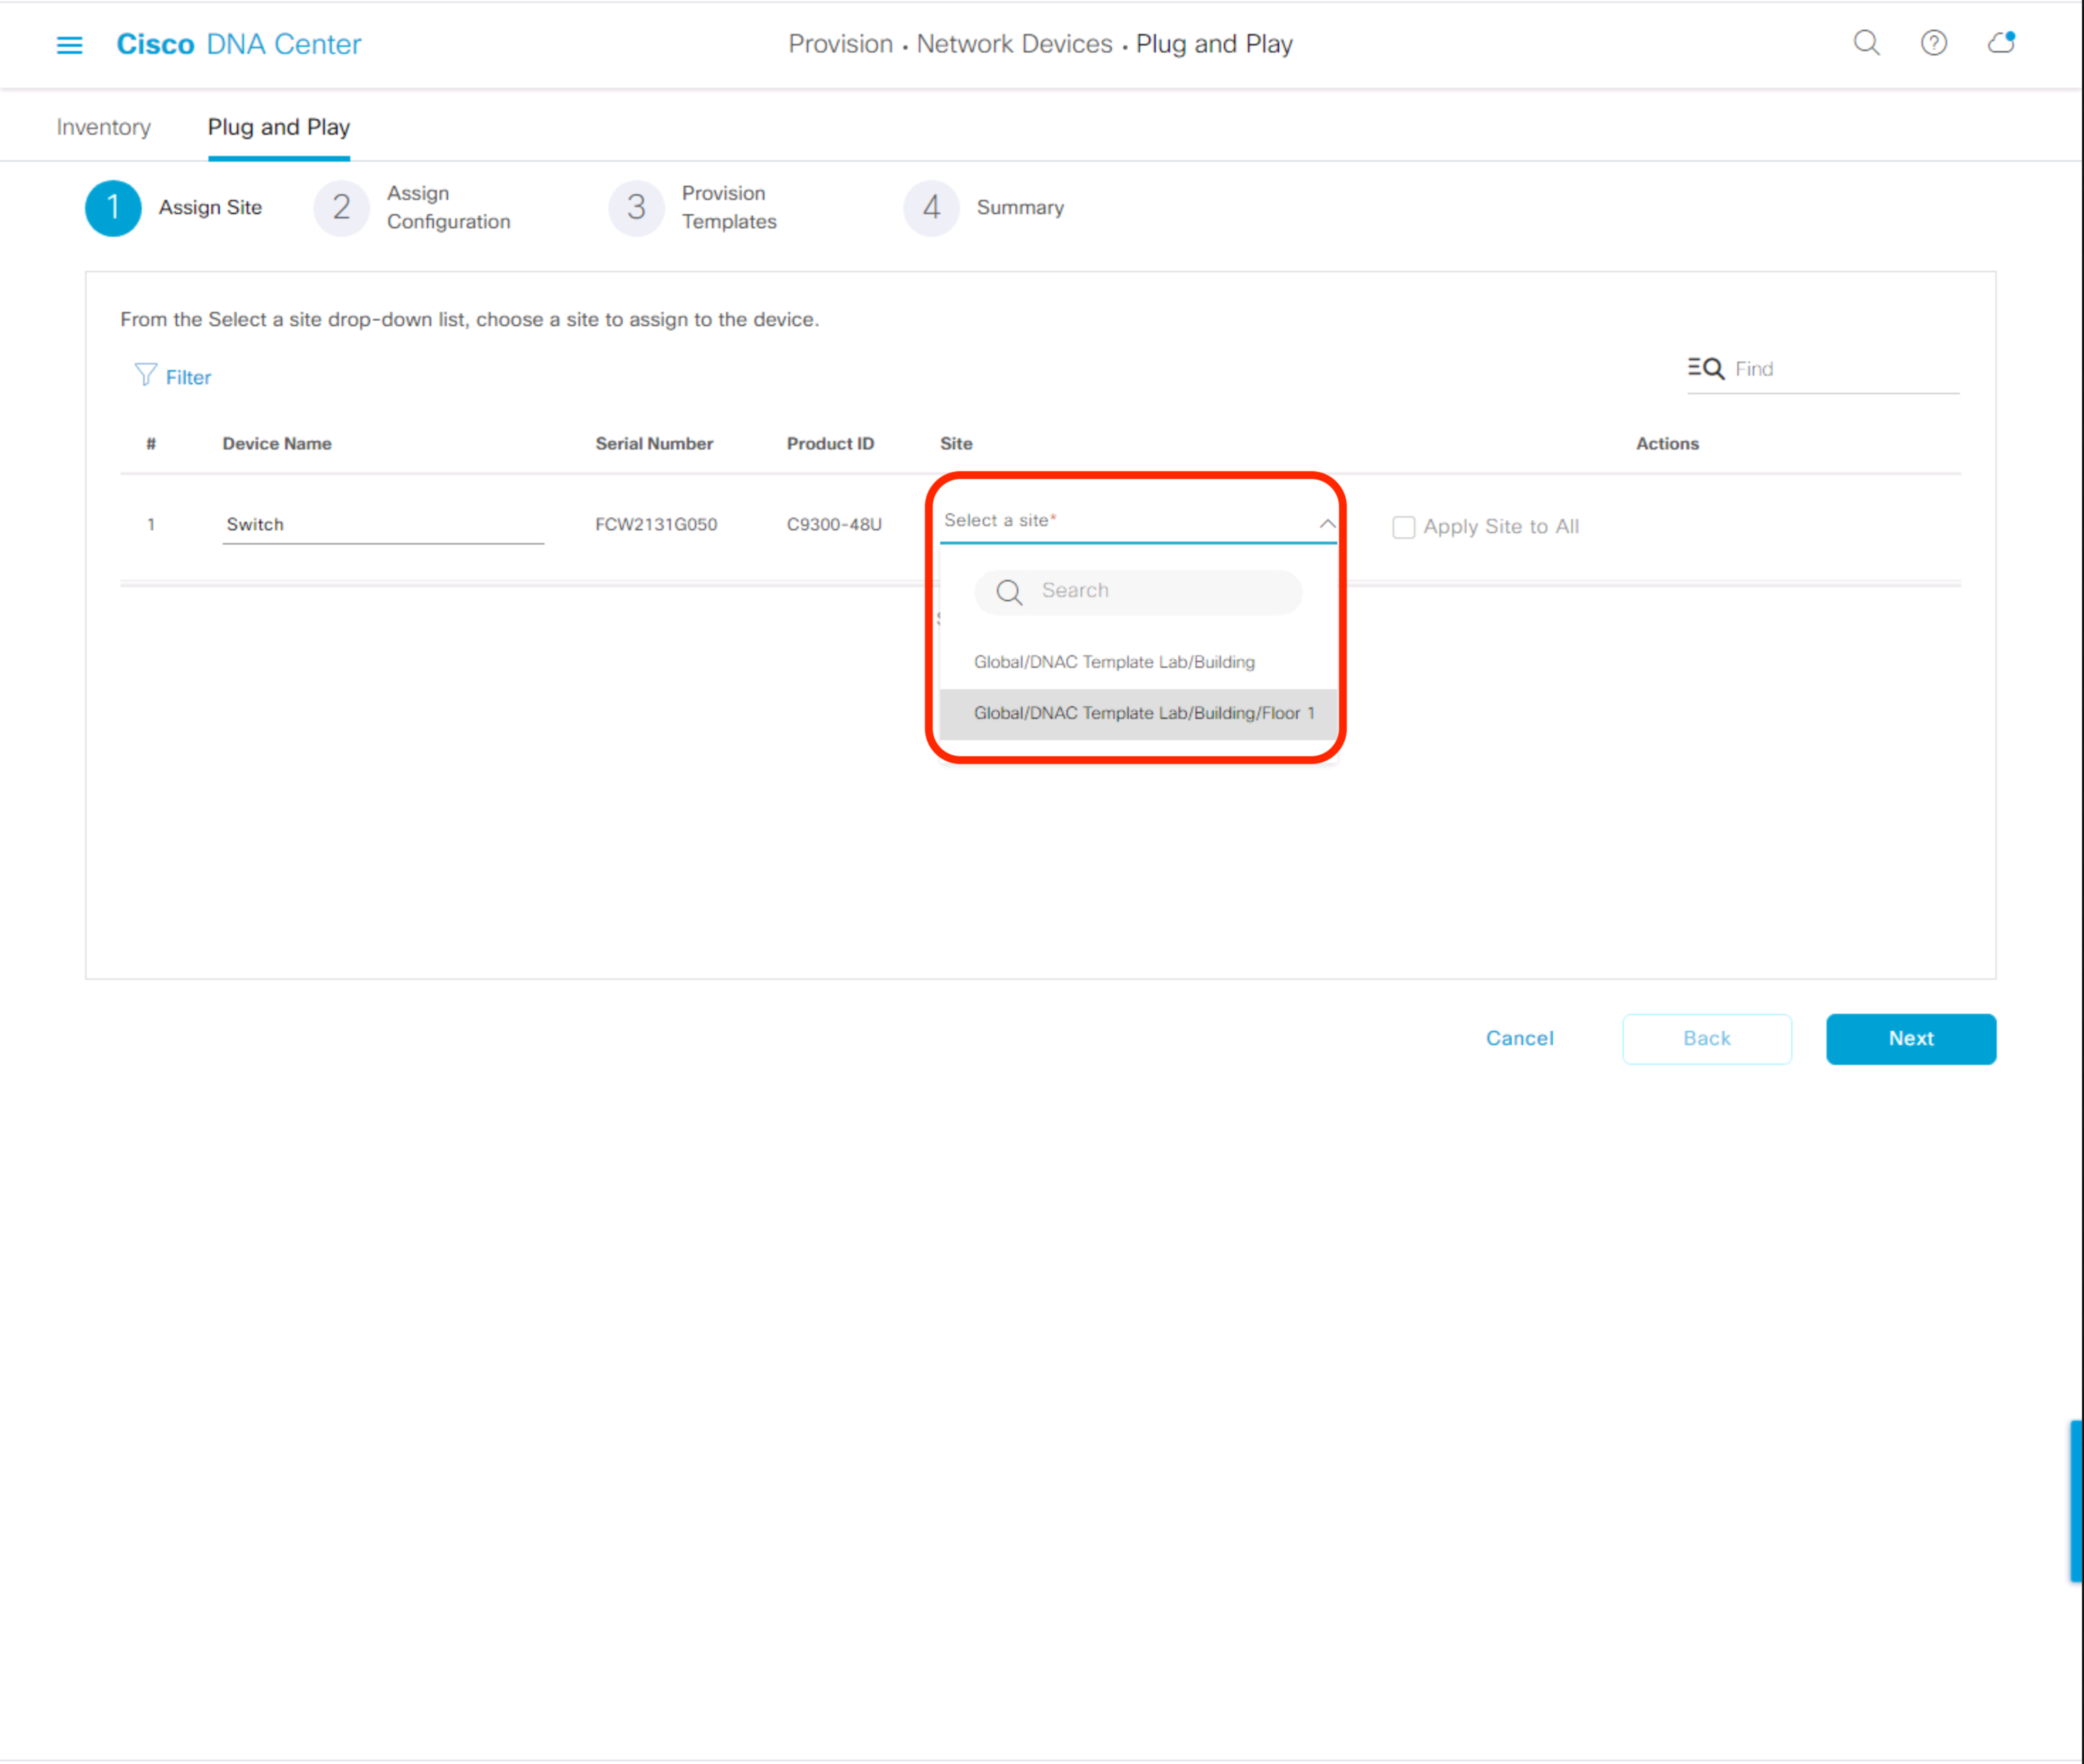 Cisco DNA Center
Provision • Network Devices • Plug and Play
Inventory
Plug and Play
1 Assign Site
2 Assign Configuration
3 Provision Templates
4 Summary
From the Select a site drop-down list, choose a site to assign to the device.
Filter
Find
# Device Name Serial Number Product ID Site Actions
1 Switch FCW2131G050 C9300-48U Select a site* Apply Site to All
Search
Global/DNAC Template Lab/Building
Global/DNAC Template Lab/Building/Floor 1
Cancel Back Next